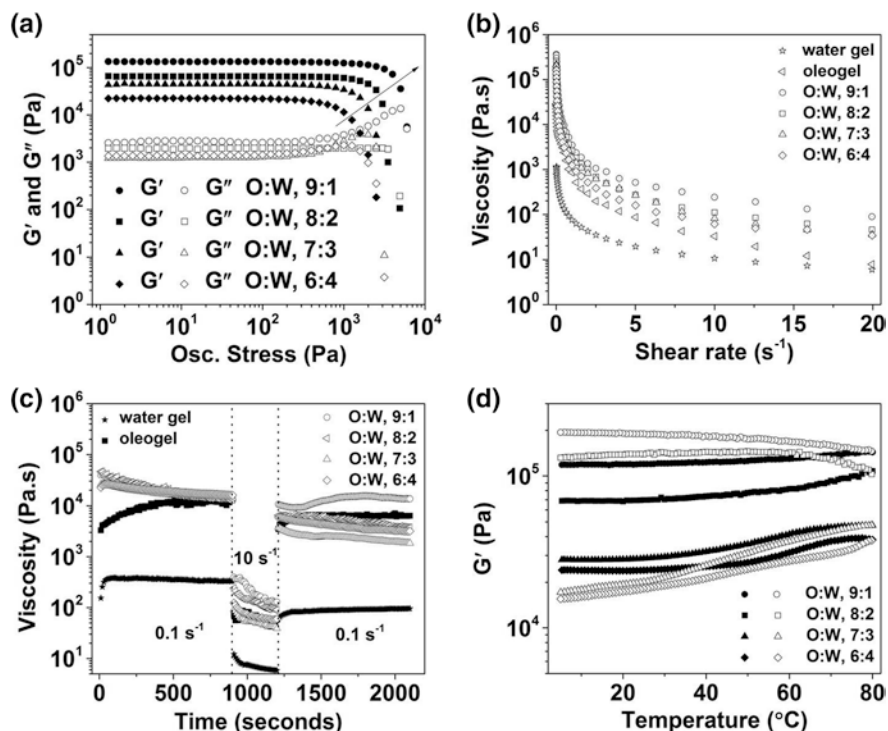 (a)
G′ and G″ (Pa)
10⁵
10⁴
10³
10²
10¹
10⁰
G′ G″ O:W, 9:1
G′ G″ O:W, 8:2
G′ G″ O:W, 7:3
G′ G″ O:W, 6:4
10⁰ 10¹ 10² 10³ 10⁴
Osc. Stress (Pa)
(b)
Viscosity (Pa.s)
10⁶
10⁵
10⁴
10³
10²
10¹
10⁰
water gel
oleogel
O:W, 9:1
O:W, 8:2
O:W, 7:3
O:W, 6:4
0 5 10 15 20
Shear rate (s⁻¹)
(c)
Viscosity (Pa.s)
10⁶
10⁵
10⁴
10³
10²
10¹
water gel
oleogel
O:W, 9:1
O:W, 8:2
O:W, 7:3
O:W, 6:4
10 s⁻¹
0.1 s⁻¹
0.1 s⁻¹
0 500 1000 1500 2000
Time (seconds)
(d)
G′ (Pa)
10⁵
10⁴
O:W, 9:1
O:W, 8:2
O:W, 7:3
O:W, 6:4
20 40 60 80
Temperature (°C)